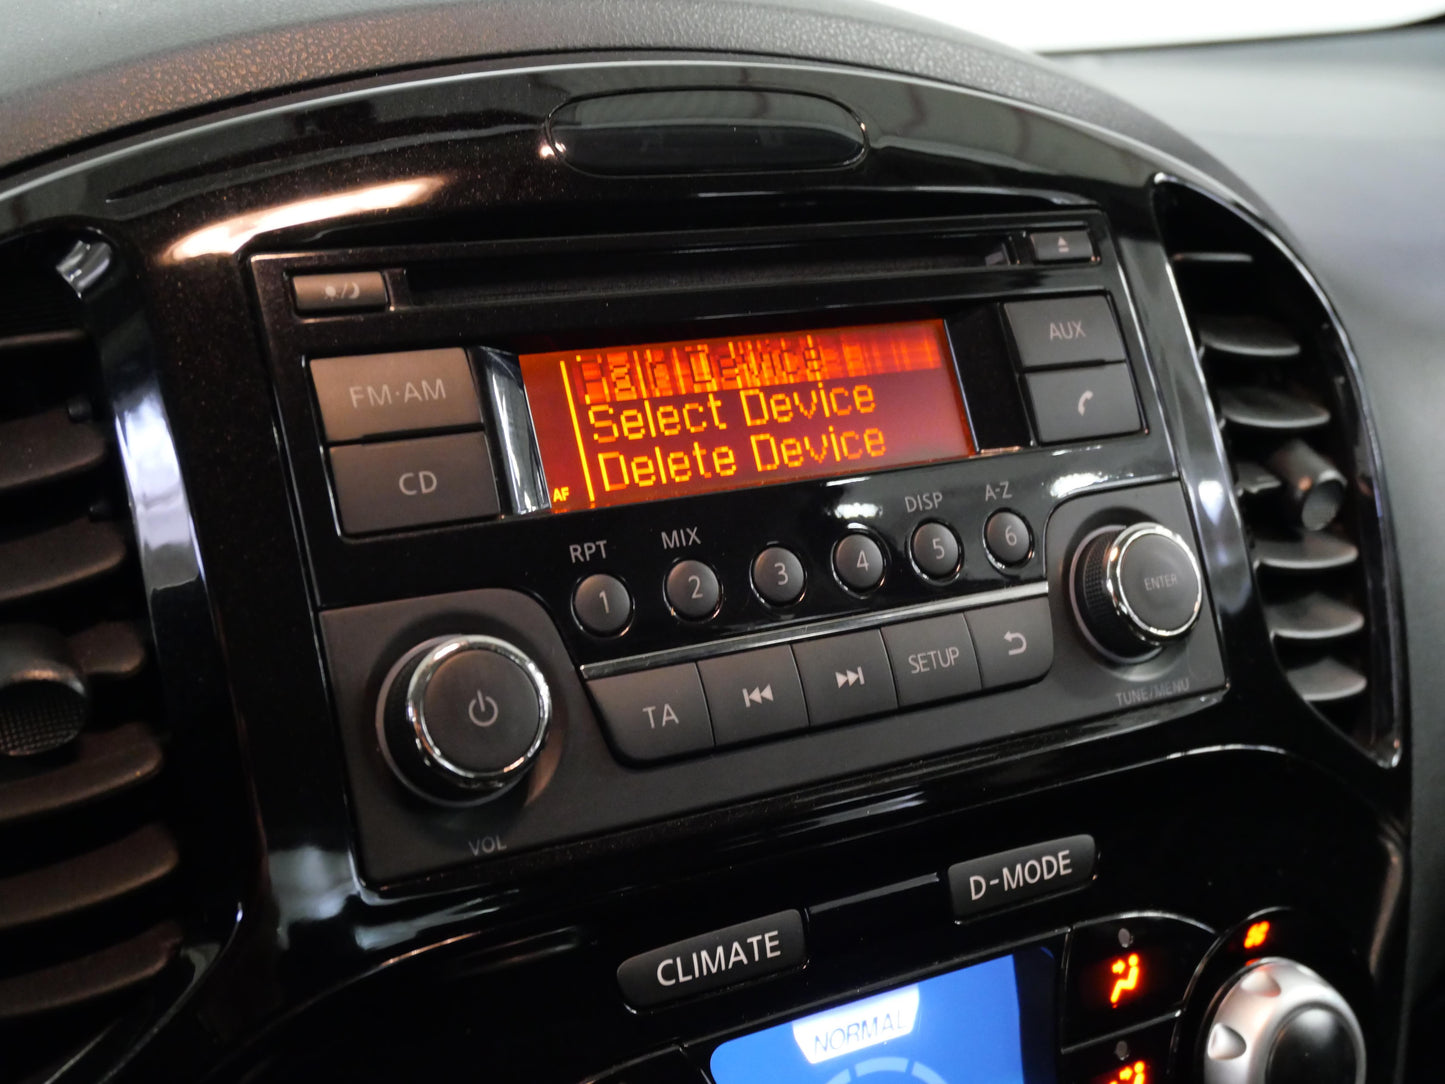 AUX
FM·AM
Device
Select Device
CD
Delete Device
AF
DISP
A-Z
RPT
MIX
1
2
3
4
5
6
ENTER
TA
SETUP
TUNE/MENU
VOL
D-MODE
CLIMATE
NORMAL